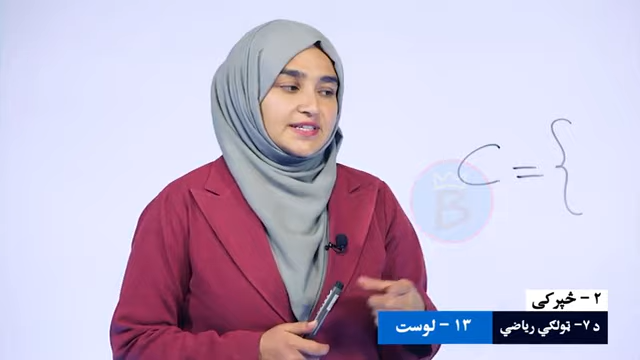 C = {
B
۲ - څپرکی
د ۷- ټولګي رياضي
۱۳ - لوست